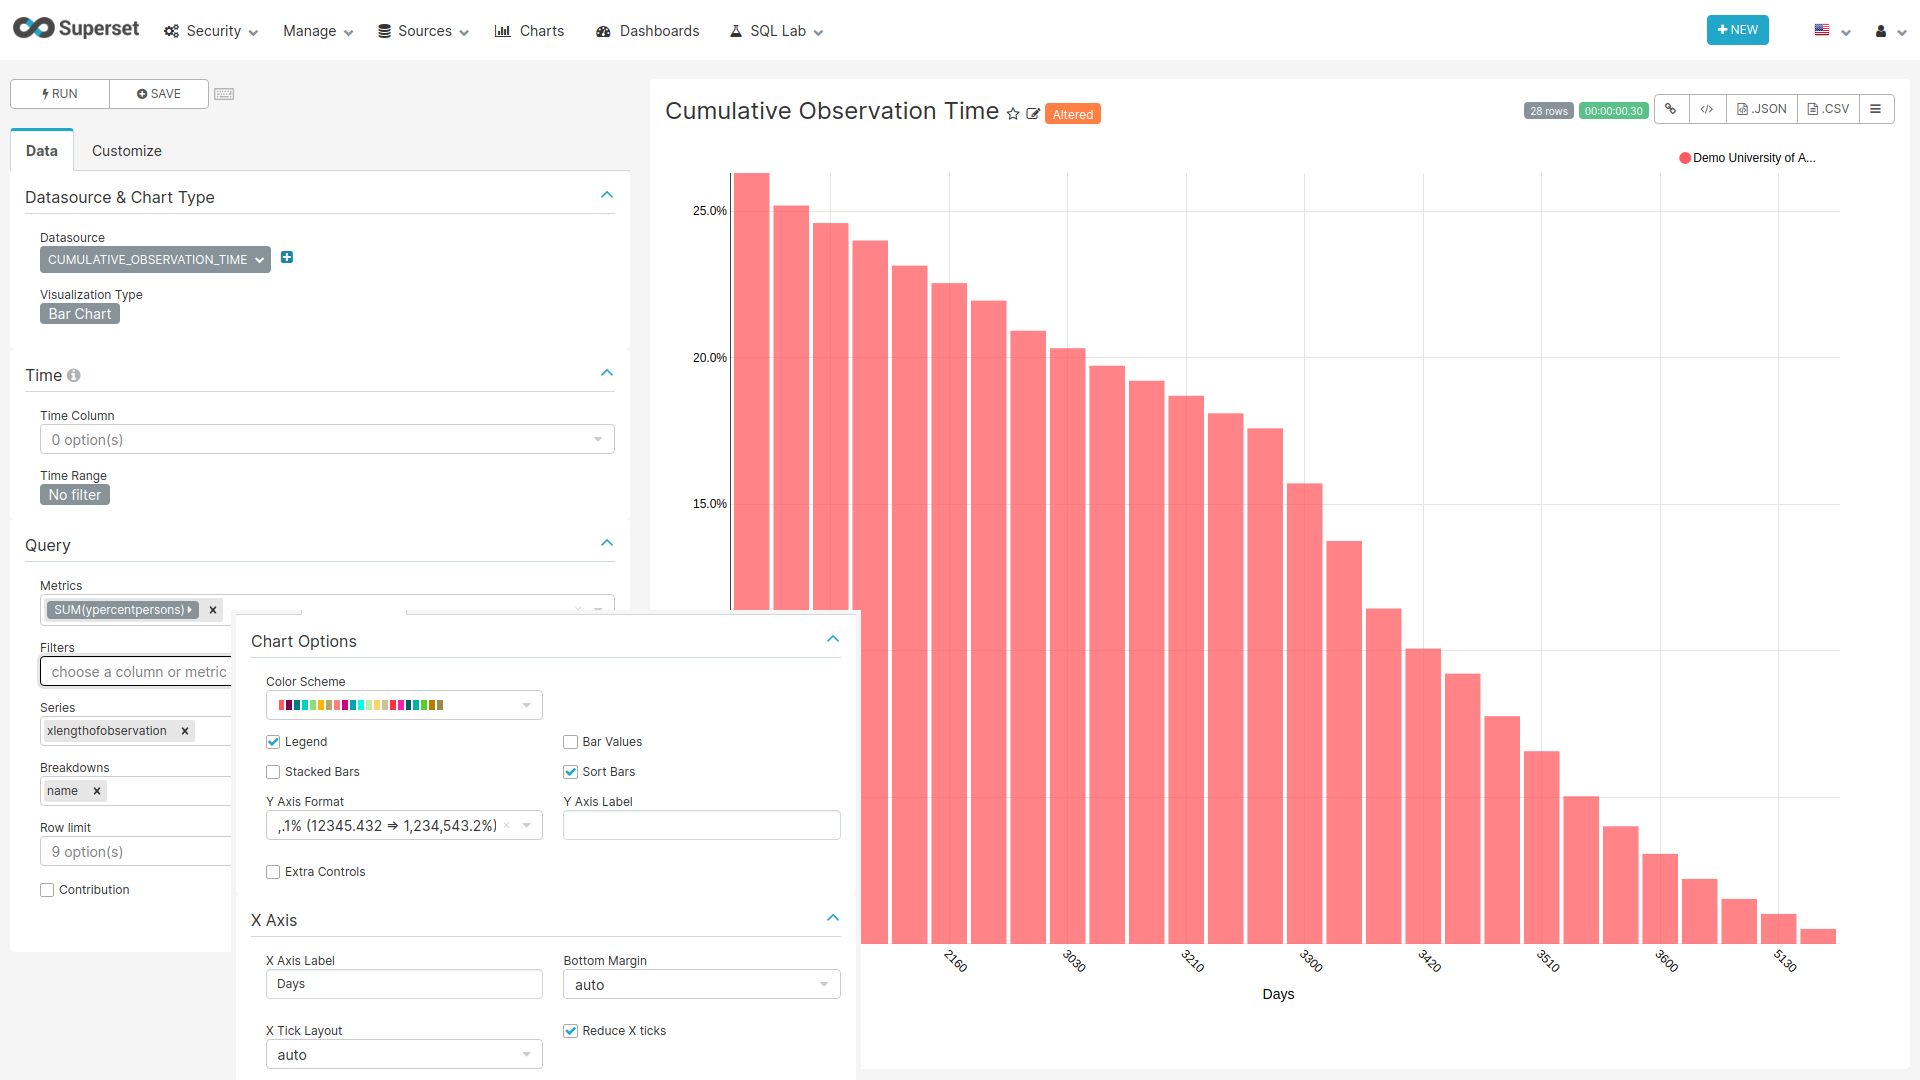 Superset Security Manage Sources Charts Dashboards SQL Lab + NEW
RUN SAVE
Data Customize
Datasource & Chart Type
Datasource
CUMULATIVE_OBSERVATION_TIME
Visualization Type
Bar Chart
Time
Time Column
0 option(s)
Time Range
No filter
Query
Metrics
SUM(ypercentpersons) ×
Filters
choose a column or metric
Series
xlengthofobservation ×
Breakdowns
name ×
Row limit
9 option(s)
Contribution
Chart Options
Color Scheme
Legend Bar Values
Stacked Bars Sort Bars
Y Axis Format Y Axis Label
,.1% (12345.432 => 1,234,543.2%) ×
Extra Controls
X Axis
X Axis Label Bottom Margin
Days auto
X Tick Layout Reduce X ticks
auto
Cumulative Observation Time Altered
28 rows 00:00:00.30 </> .JSON .CSV
Demo University of A...
25.0%
20.0%
15.0%
2160 3030 3210 3300 3420 3510 3600 5130
Days